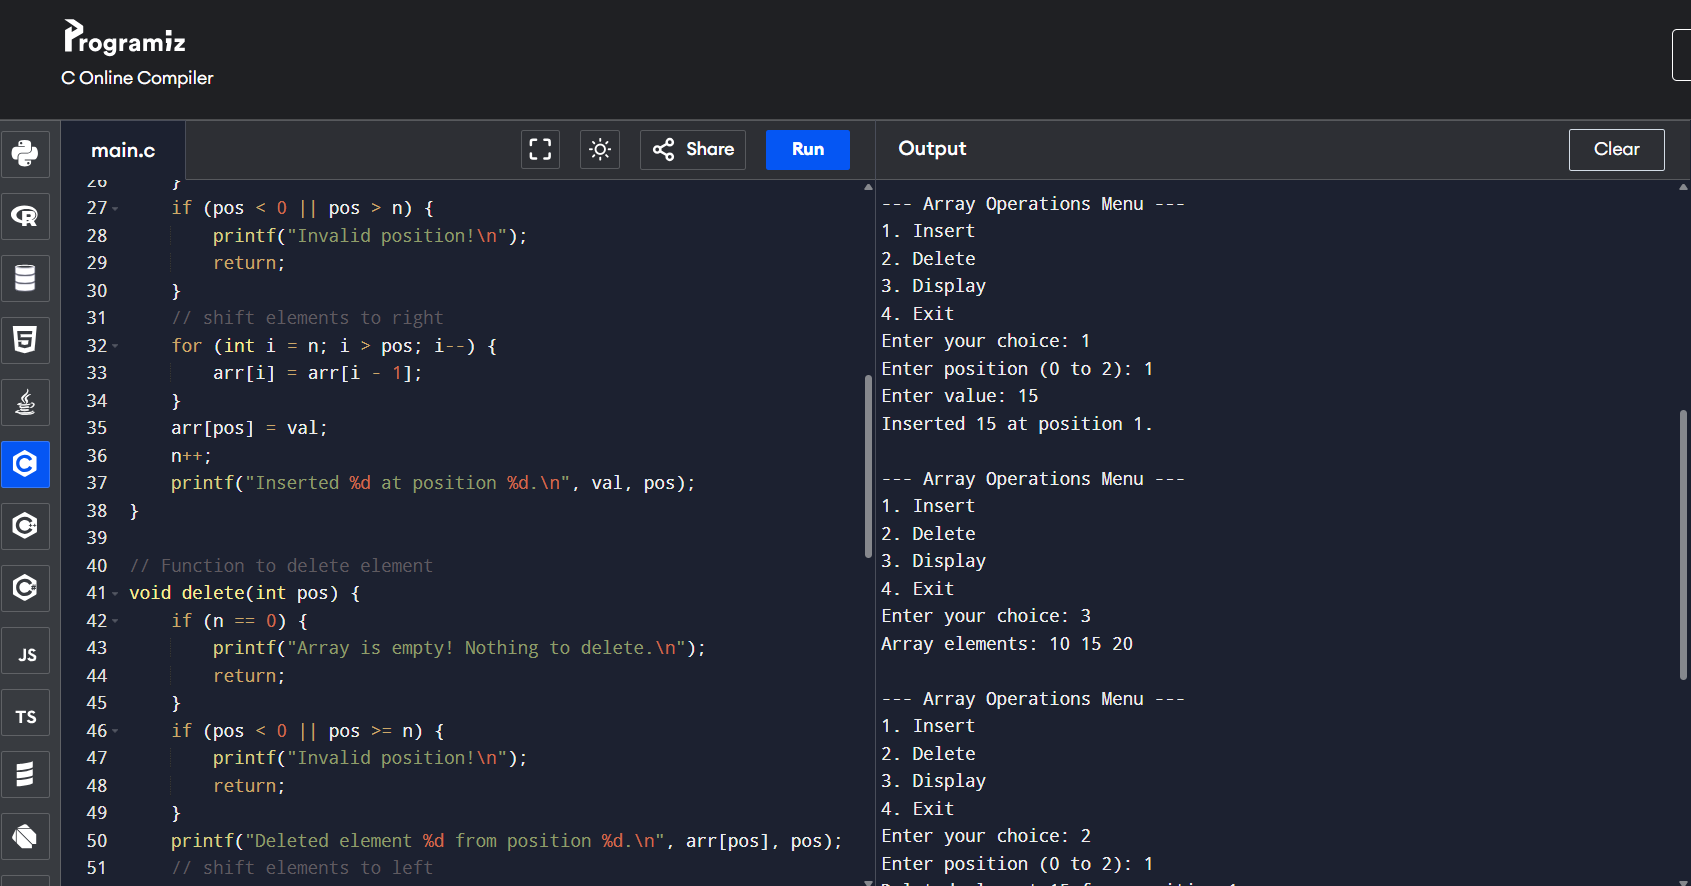 Programiz
C Online Compiler
main.c
Share
Run
Output
Clear
JS
TS
26 }
27 if (pos < 0 || pos > n) {
28 printf("Invalid position!\n");
29 return;
30 }
31 // shift elements to right
32 for (int i = n; i > pos; i--) {
33 arr[i] = arr[i - 1];
34 }
35 arr[pos] = val;
36 n++;
37 printf("Inserted %d at position %d.\n", val, pos);
38 }
39
40 // Function to delete element
41 void delete(int pos) {
42 if (n == 0) {
43 printf("Array is empty! Nothing to delete.\n");
44 return;
45 }
46 if (pos < 0 || pos >= n) {
47 printf("Invalid position!\n");
48 return;
49 }
50 printf("Deleted element %d from position %d.\n", arr[pos], pos);
51 // shift elements to left
--- Array Operations Menu ---
1. Insert
2. Delete
3. Display
4. Exit
Enter your choice: 1
Enter position (0 to 2): 1
Enter value: 15
Inserted 15 at position 1.
--- Array Operations Menu ---
1. Insert
2. Delete
3. Display
4. Exit
Enter your choice: 3
Array elements: 10 15 20
--- Array Operations Menu ---
1. Insert
2. Delete
3. Display
4. Exit
Enter your choice: 2
Enter position (0 to 2): 1